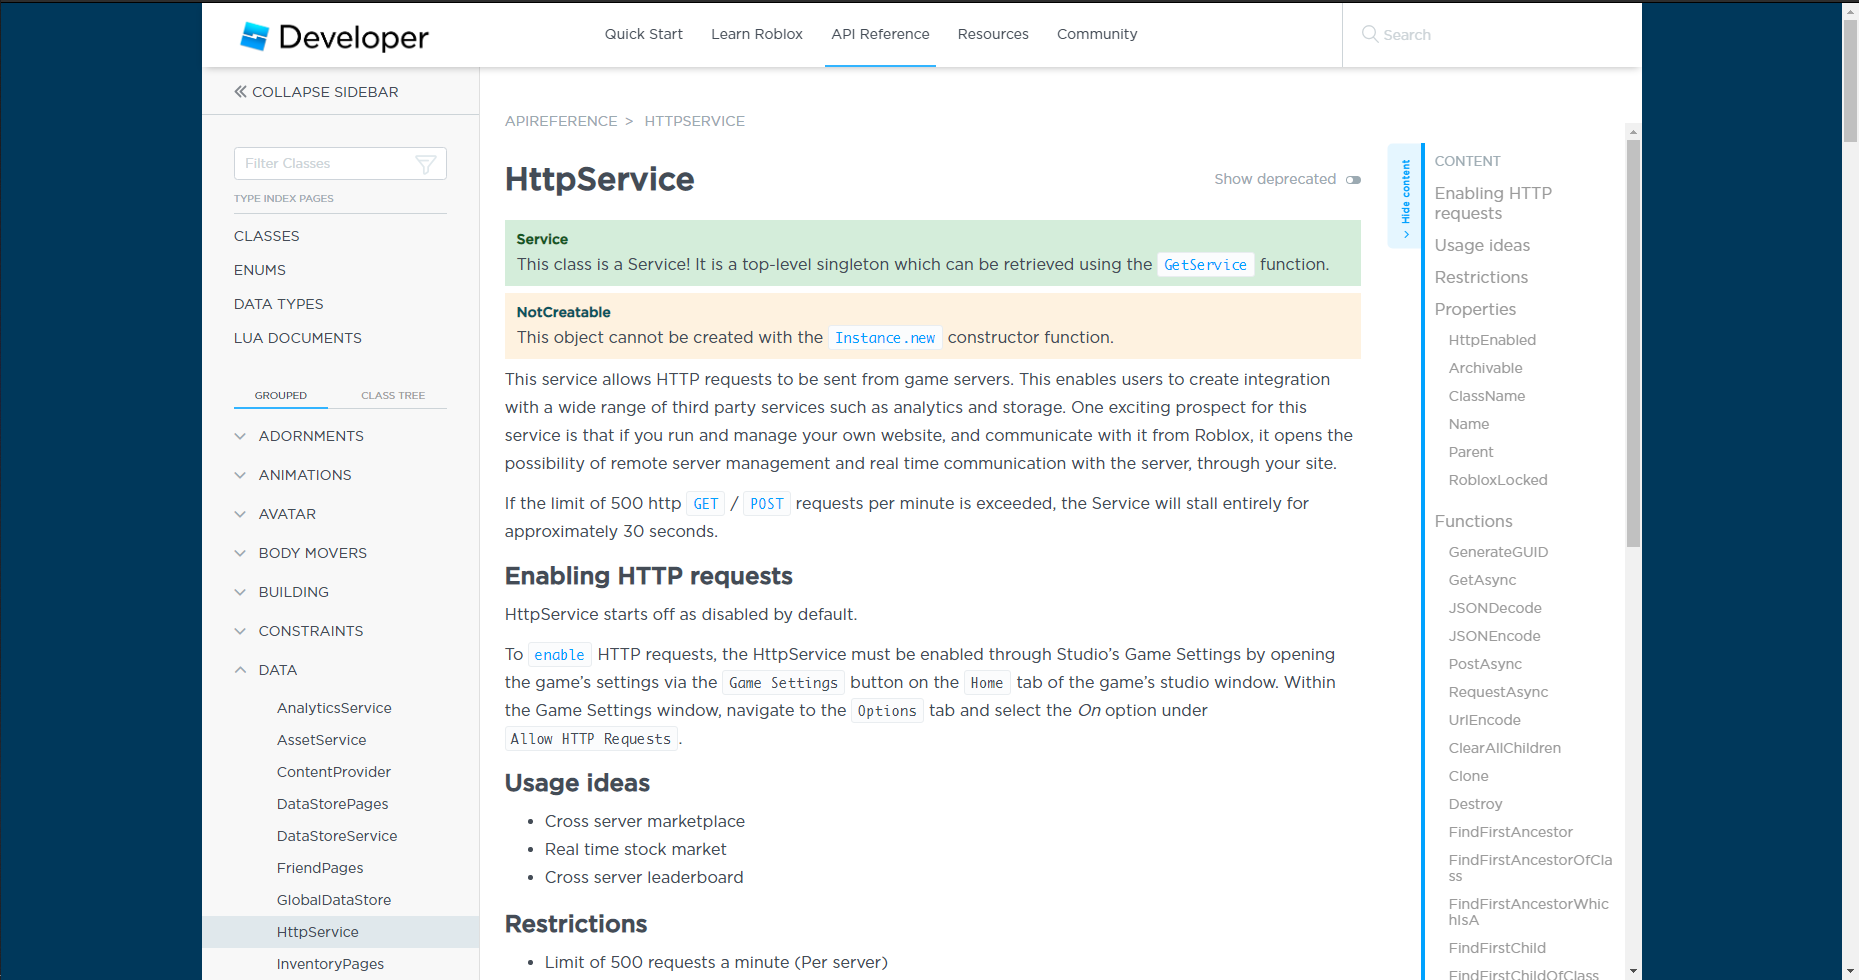 Developer
Quick Start
Learn Roblox
API Reference
Resources
Community
Search
COLLAPSE SIDEBAR
Filter Classes
TYPE INDEX PAGES
CLASSES
ENUMS
DATA TYPES
LUA DOCUMENTS
GROUPED
CLASS TREE
ADORNMENTS
ANIMATIONS
AVATAR
BODY MOVERS
BUILDING
CONSTRAINTS
DATA
AnalyticsService
AssetService
ContentProvider
DataStorePages
DataStoreService
FriendPages
GlobalDataStore
HttpService
InventoryPages
APIREFERENCE > HTTPSERVICE
HttpService
Show deprecated
Service
This class is a Service! It is a top-level singleton which can be retrieved using the GetService function.
NotCreatable
This object cannot be created with the Instance.new constructor function.
This service allows HTTP requests to be sent from game servers. This enables users to create integration
with a wide range of third party services such as analytics and storage. One exciting prospect for this
service is that if you run and manage your own website, and communicate with it from Roblox, it opens the
possibility of remote server management and real time communication with the server, through your site.
If the limit of 500 http GET / POST requests per minute is exceeded, the Service will stall entirely for
approximately 30 seconds.
Enabling HTTP requests
HttpService starts off as disabled by default.
To enable HTTP requests, the HttpService must be enabled through Studio’s Game Settings by opening
the game’s settings via the Game Settings button on the Home tab of the game’s studio window. Within
the Game Settings window, navigate to the Options tab and select the On option under
Allow HTTP Requests.
Usage ideas
• Cross server marketplace
• Real time stock market
• Cross server leaderboard
Restrictions
• Limit of 500 requests a minute (Per server)
Hide content
CONTENT
Enabling HTTP
requests
Usage ideas
Restrictions
Properties
HttpEnabled
Archivable
ClassName
Name
Parent
RobloxLocked
Functions
GenerateGUID
GetAsync
JSONDecode
JSONEncode
PostAsync
RequestAsync
UrlEncode
ClearAllChildren
Clone
Destroy
FindFirstAncestor
FindFirstAncestorOfCla
ss
FindFirstAncestorWhic
hIsA
FindFirstChild
FindFirstChildOfClass